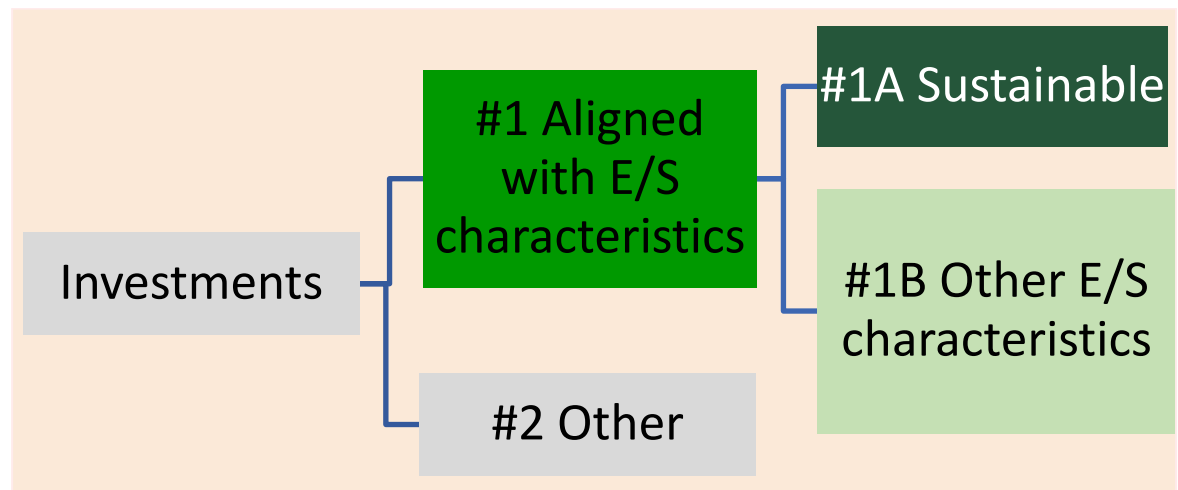 Investments
#1 Aligned
with E/S
characteristics
#2 Other
#1A Sustainable
#1B Other E/S
characteristics